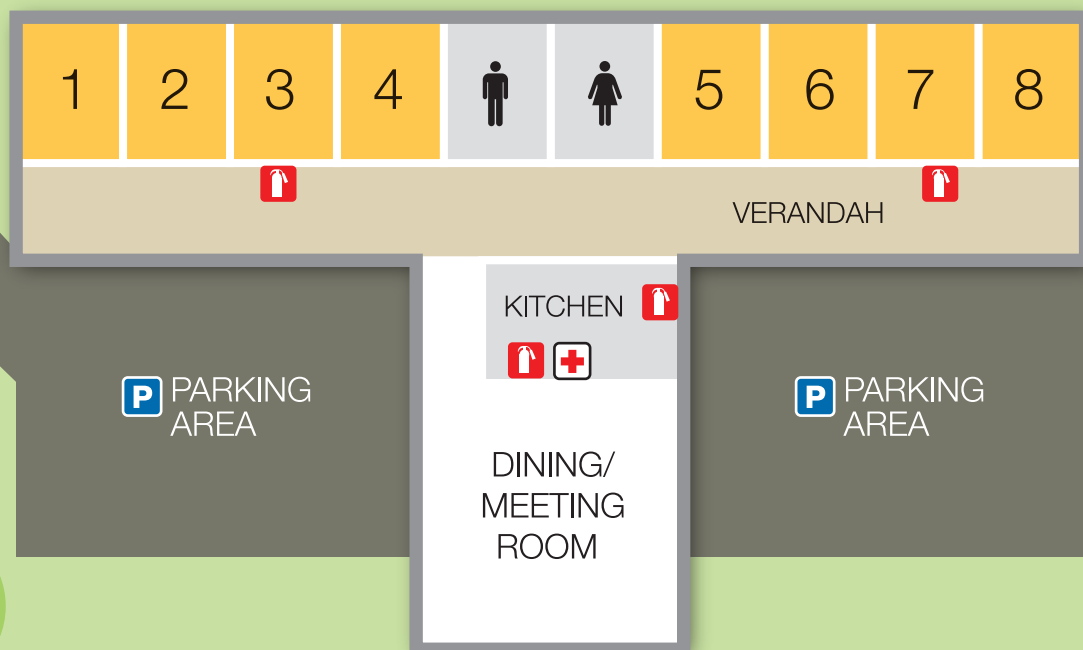 1 2 3 4 5 6 7 8
VERANDAH
KITCHEN
P PARKING
AREA
P PARKING
AREA
DINING/
MEETING
ROOM